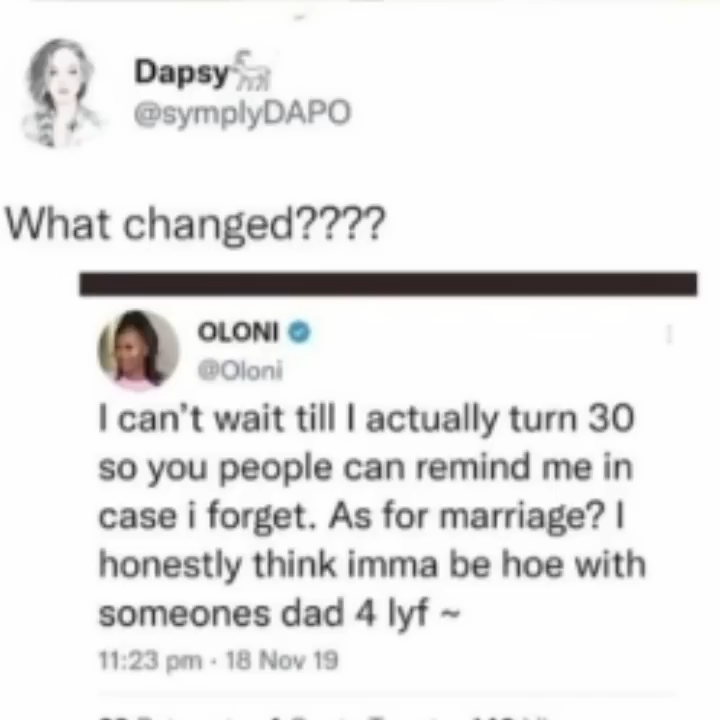 Dapsy
@symplyDAPO
What changed????
OLONI
@Oloni
I can't wait till I actually turn 30
so you people can remind me in
case i forget. As for marriage? I
honestly think imma be hoe with
someones dad 4 lyf ~
11:23 pm · 18 Nov 19